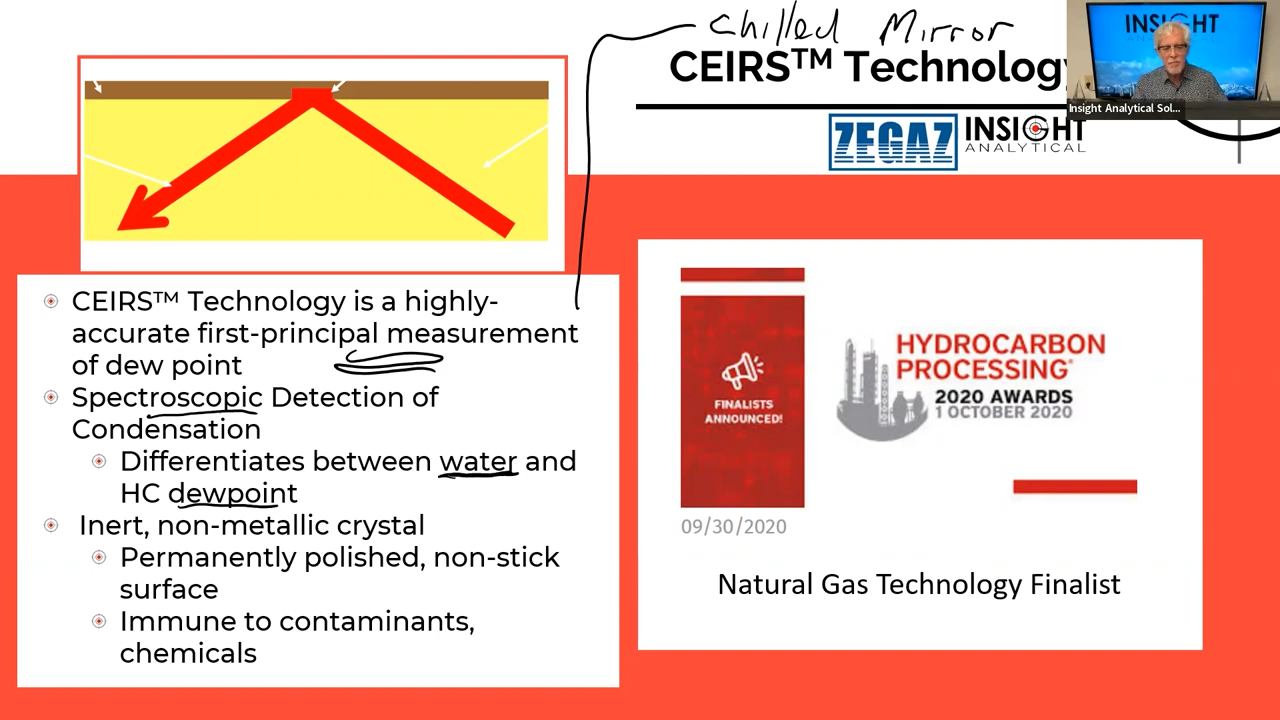 Chilled Mirror
CEIRS™ Technology
INSIGHT
Insight Analytical Sol...
ZEGAZ
INSIGHT
ANALYTICAL
CEIRS™ Technology is a highly-
accurate first-principal measurement
of dew point
Spectroscopic Detection of
Condensation
Differentiates between water and
HC dewpoint
Inert, non-metallic crystal
Permanently polished, non-stick
surface
Immune to contaminants,
chemicals
FINALISTS
ANNOUNCED!
HYDROCARBON
PROCESSING®
2020 AWARDS
1 OCTOBER 2020
09/30/2020
Natural Gas Technology Finalist